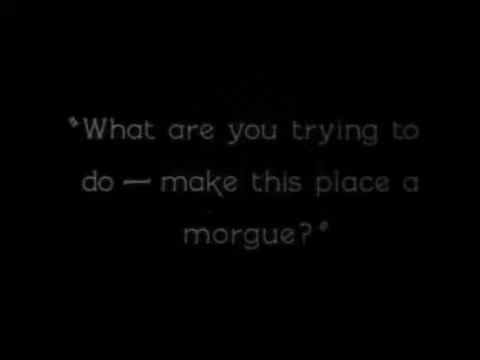 "What are you trying to
do — make this place a
morgue?"